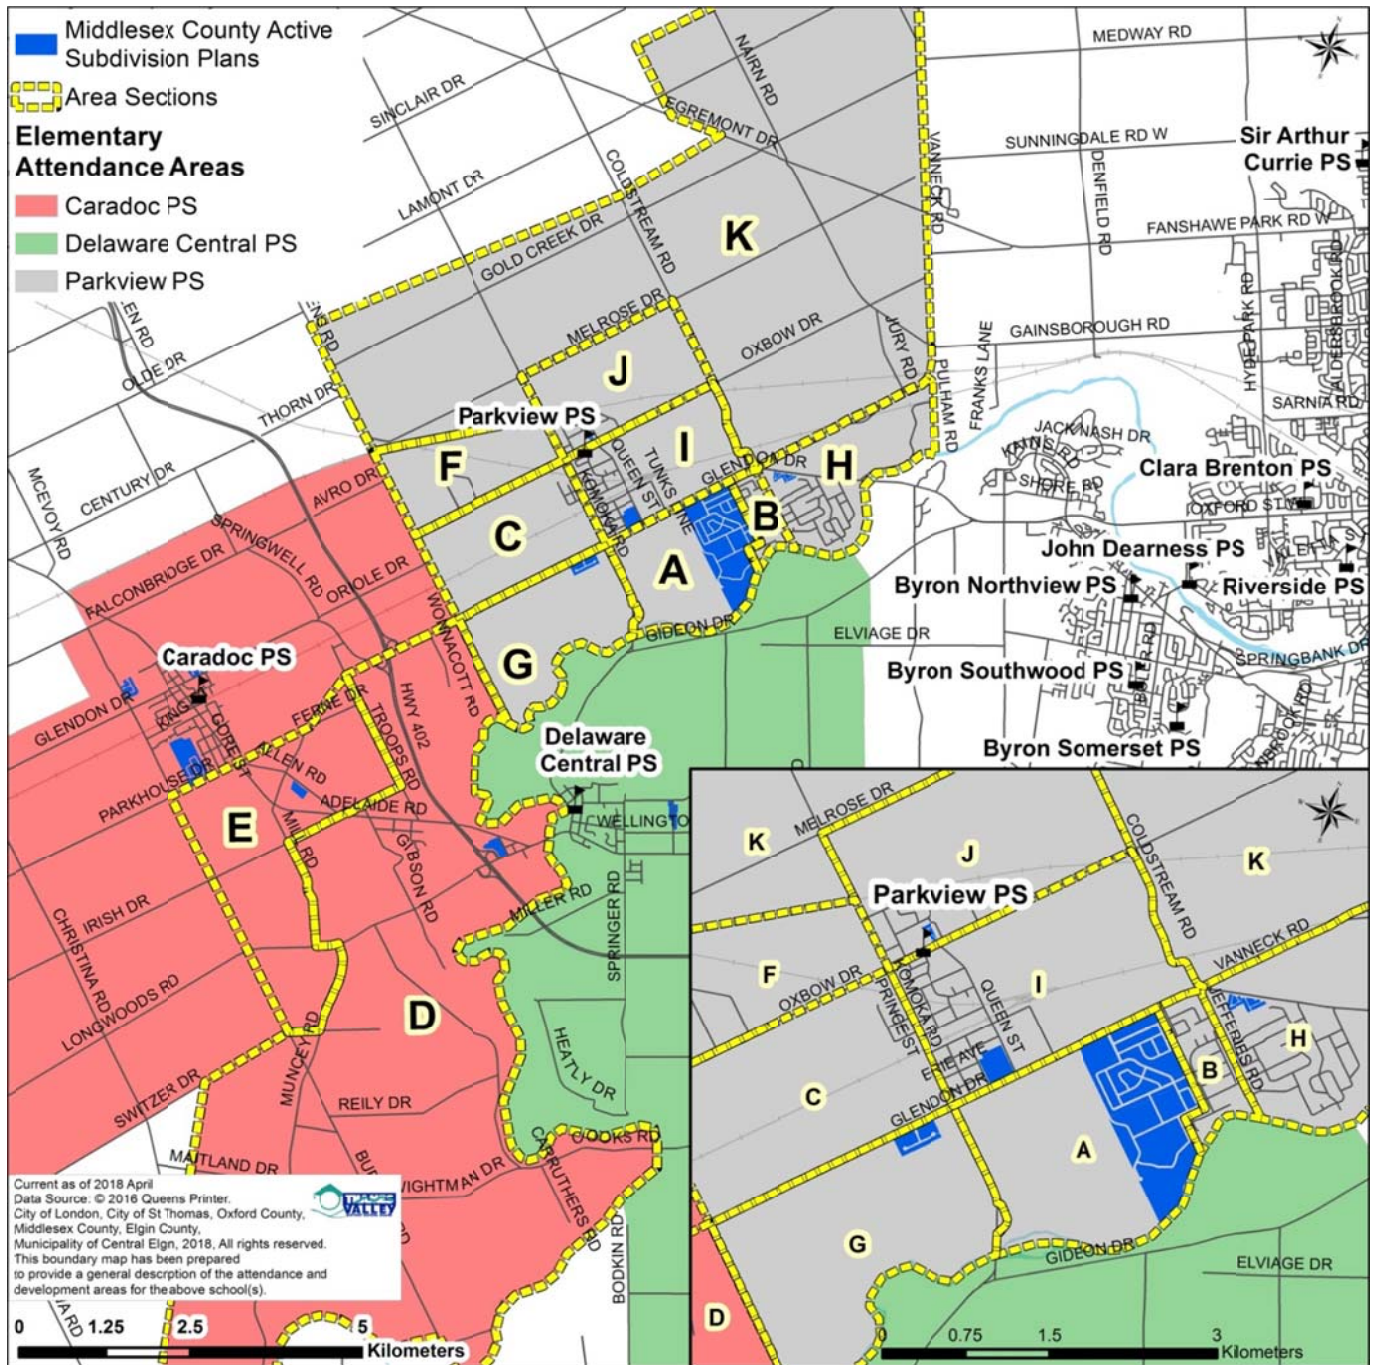 Middlesex County Active
Subdivision Plans
Area Sections
Elementary
Attendance Areas
Caradoc PS
Delaware Central PS
Parkview PS
SINCLAIR DR
LAMONT DR
NAIRN RD
EGREMONT DR
COLDSTREAM RD
GOLD CREEK DR
K
VANNECK RD
MEDWAY RD
SUNNINGDALE RD W
DENFIELD RD
Sir Arthur
Currie PS
FANSHAWE PARK RD W
HYDE PARK RD
ALDERSBROOK RD
GAINSBOROUGH RD
SARNIA RD
OLDE DR
THORN DR
MELROSE DR
J
OXBOW DR
JURY RD
PULHAM RD
FRANKS LANE
Parkview PS
F
QUEEN ST
KOMOKA RD
I
GLENDON DR
H
JACK NASH DR
KAINS RD
SHORE RD
Clara Brenton PS
OXFORD ST W
MCEVOY RD
CENTURY DR
AVRO DR
SPRINGWELL RD
C
B
A
John Dearness PS
Byron Northview PS
Riverside PS
FALCONBRIDGE DR
ORIOLE DR
WONNACOTT RD
GIDEON DR
ELVIAGE DR
BOLER RD
SPRINGBANK DR
Caradoc PS
G
Byron Southwood PS
GLENDON DR
KING
GORE ST
FERNE DR
TROOPS RD
HWY 402
Delaware
Central PS
Byron Somerset PS
PARKHOUSE DR
ALLEN RD
ADELAIDE RD
WELLINGTO
E
MILL RD
GIBSON RD
IRISH DR
MILLER RD
SPRINGER RD
CHRISTINA RD
LONGWOODS RD
D
HEATLY DR
MUNCEY RD
SWITZER DR
REILY DR
MAITLAND DR
COOKS RD
WIGHTMAN DR
CARRUTHERS RD
BODKIN RD
Current as of 2018 April
Data Source: © 2016 Queens Printer.
City of London, City of St Thomas, Oxford County,
Middlesex County, Elgin County,
Municipality of Central Elgn, 2018, All rights reserved.
This boundary map has been prepared
to provide a general descrption of the attendance and
development areas for the above school(s).
VALLEY
0 1.25 2.5 5
Kilometers
K
MELROSE DR
J
COLDSTREAM RD
K
Parkview PS
F
OXBOW DR
KOMOKA RD
PRINCE ST
QUEEN ST
I
VANNECK RD
JEFFERIES RD
H
B
C
ERIE AVE
GLENDON DR
A
G
GIDEON DR
ELVIAGE DR
D
0 0.75 1.5 3
Kilometers